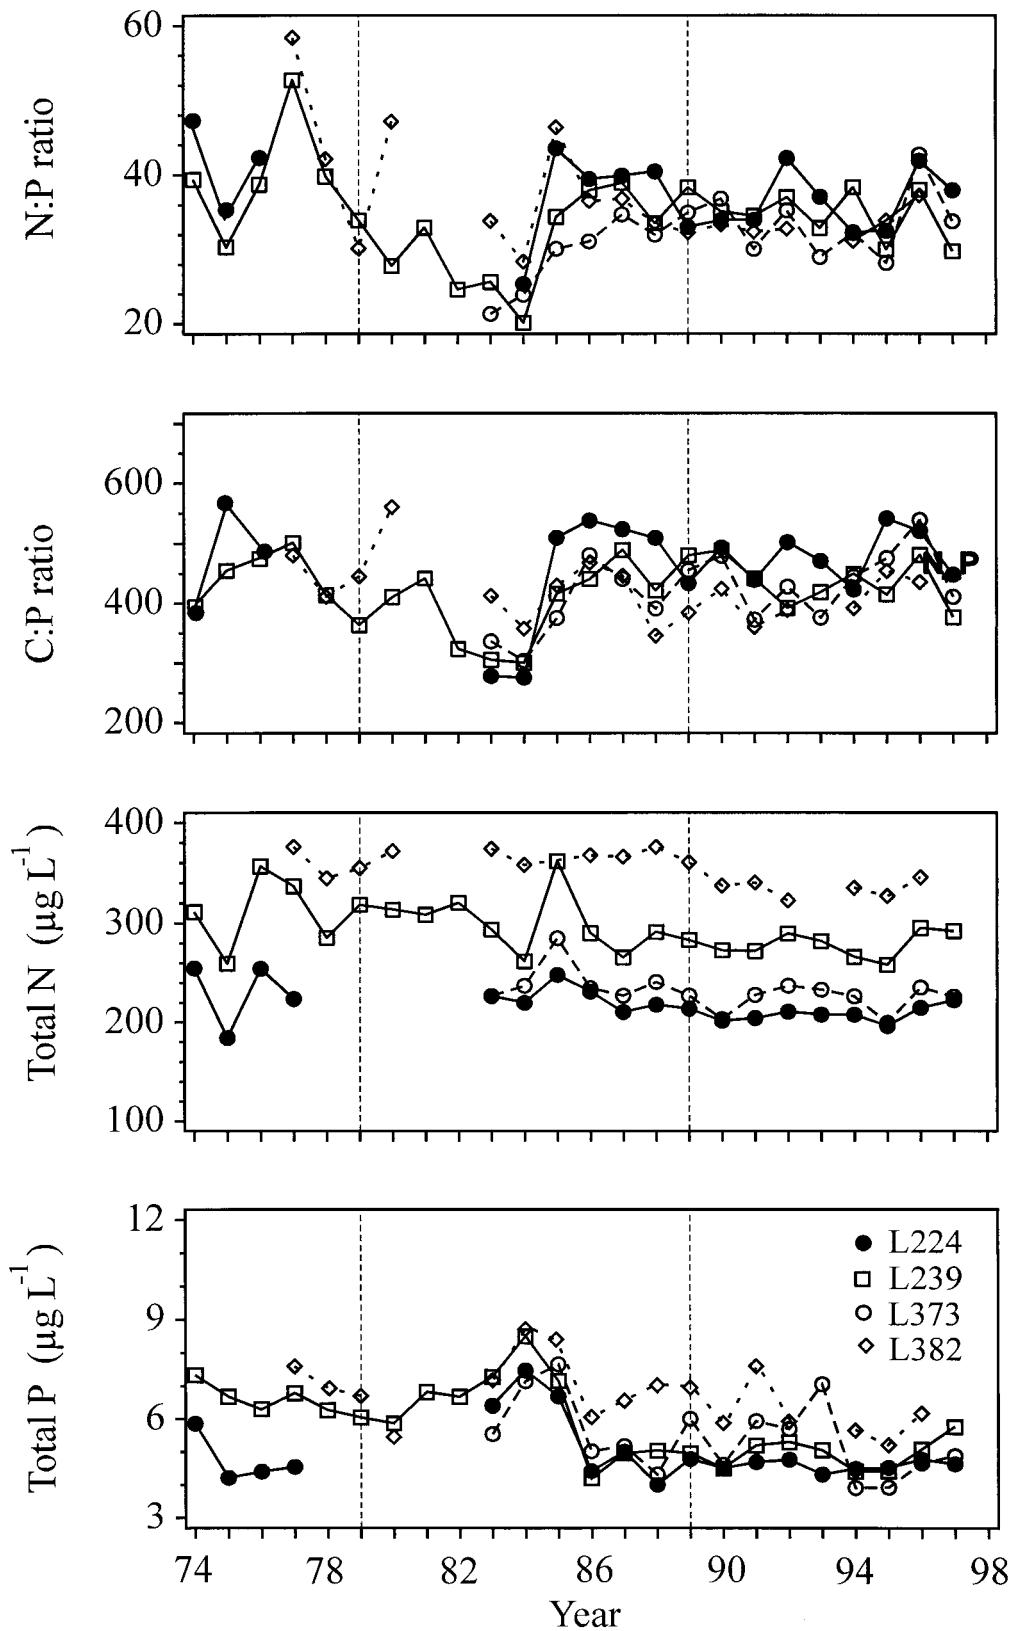 N:P ratio
60
40
20
C:P ratio
600
400
200
N:P
Total N (µg L⁻¹)
400
300
200
100
Total P (µg L⁻¹)
12
9
6
3
L224
L239
L373
L382
74 78 82 86 90 94 98
Year